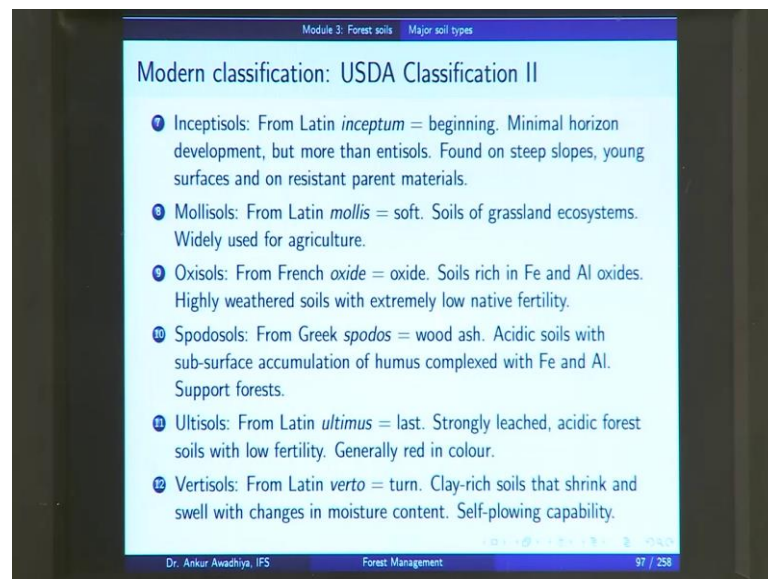 Module 3: Forest soils Major soil types
Modern classification: USDA Classification II
7 Inceptisols: From Latin inceptum = beginning. Minimal horizon
development, but more than entisols. Found on steep slopes, young
surfaces and on resistant parent materials.
8 Mollisols: From Latin mollis = soft. Soils of grassland ecosystems.
Widely used for agriculture.
9 Oxisols: From French oxide = oxide. Soils rich in Fe and Al oxides.
Highly weathered soils with extremely low native fertility.
10 Spodosols: From Greek spodos = wood ash. Acidic soils with
sub-surface accumulation of humus complexed with Fe and Al.
Support forests.
11 Ultisols: From Latin ultimus = last. Strongly leached, acidic forest
soils with low fertility. Generally red in colour.
12 Vertisols: From Latin verto = turn. Clay-rich soils that shrink and
swell with changes in moisture content. Self-plowing capability.
Dr. Ankur Awadhiya, IFS Forest Management 97 / 258